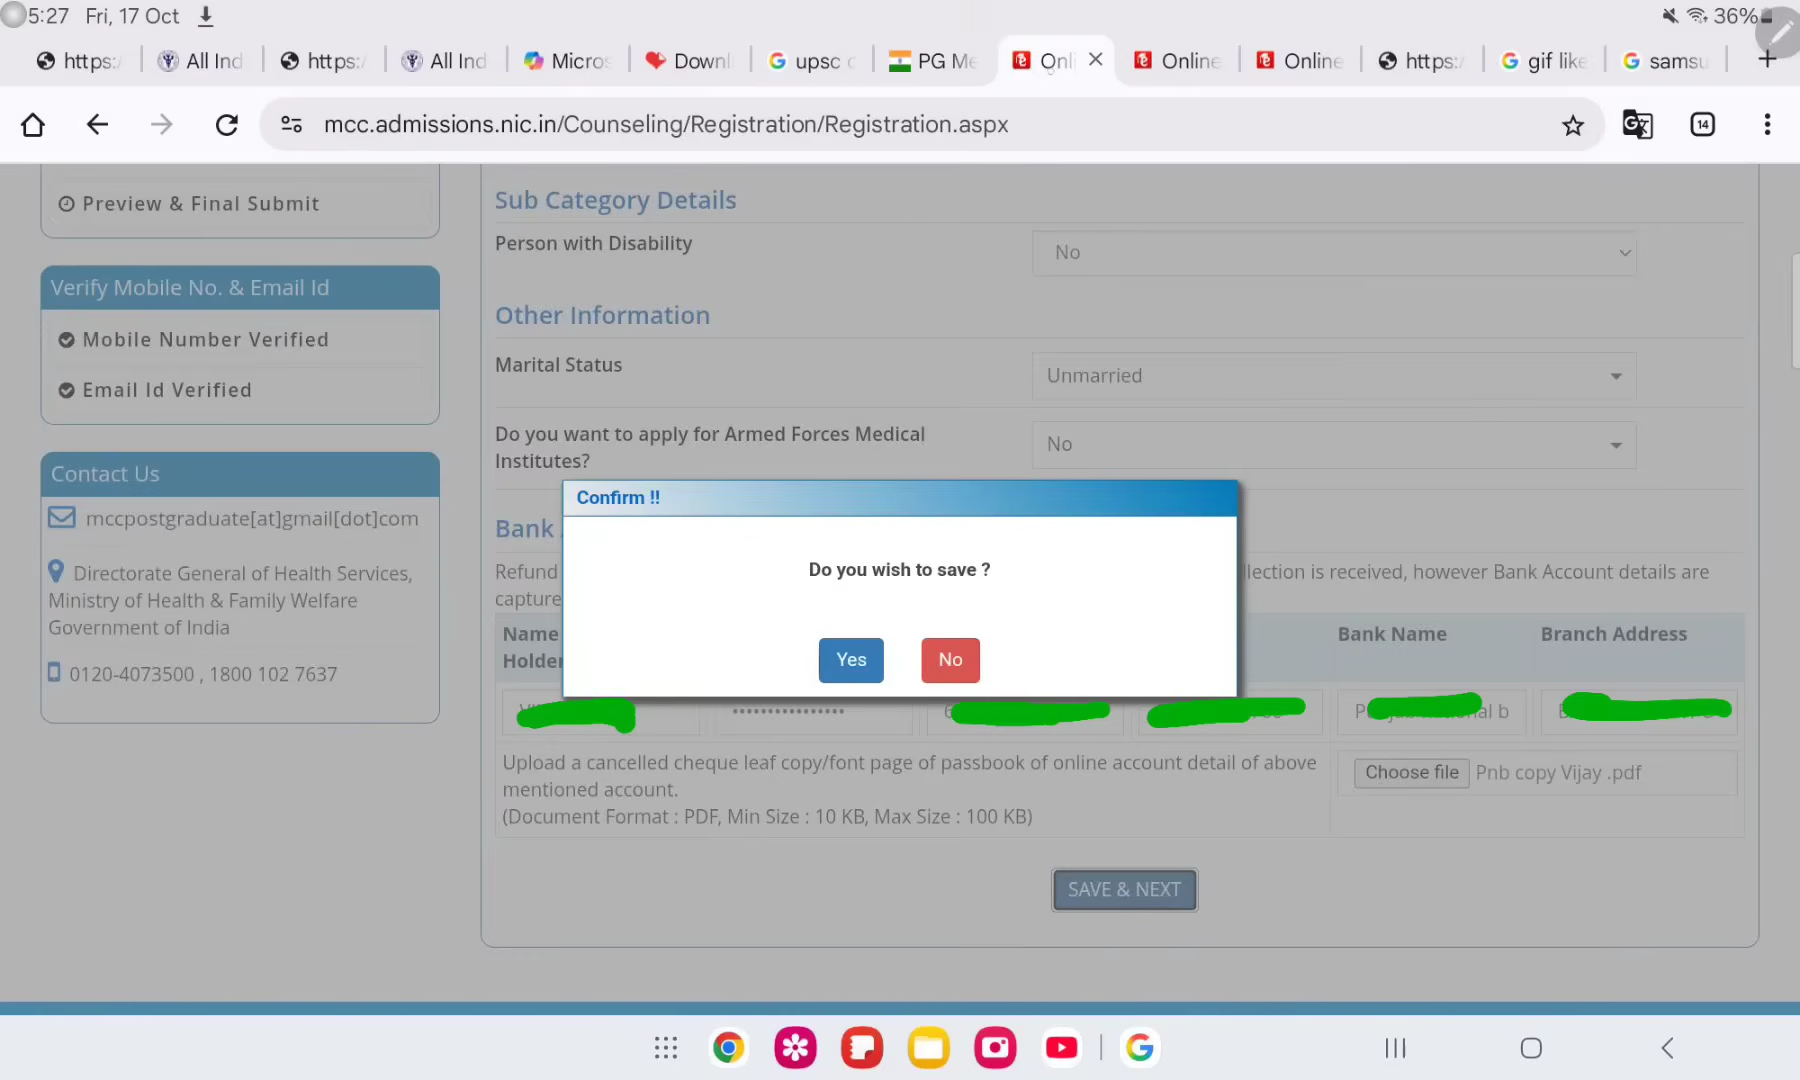 5:27 Fri, 17 Oct
36%
https:/
All Ind
https:/
All Ind
Micros
Downl
upsc c
PG Me
Onli
Online
Online
https:/
gif like
samsu
mcc.admissions.nic.in/Counseling/Registration/Registration.aspx
14
Preview & Final Submit
Verify Mobile No. & Email Id
Mobile Number Verified
Email Id Verified
Contact Us
mccpostgraduate[at]gmail[dot]com
Directorate General of Health Services,
Ministry of Health & Family Welfare
Government of India
0120-4073500 , 1800 102 7637
Sub Category Details
Person with Disability
No
Other Information
Marital Status
Unmarried
Do you want to apply for Armed Forces Medical
Institutes?
No
Confirm !!
Do you wish to save ?
Yes
No
Bank
Refund
llection is received, however Bank Account details are
capture
Name
Holder
Bank Name
Branch Address
••••••••••••••••
Upload a cancelled cheque leaf copy/font page of passbook of online account detail of above
mentioned account.
(Document Format : PDF, Min Size : 10 KB, Max Size : 100 KB)
Choose file Pnb copy Vijay .pdf
SAVE & NEXT